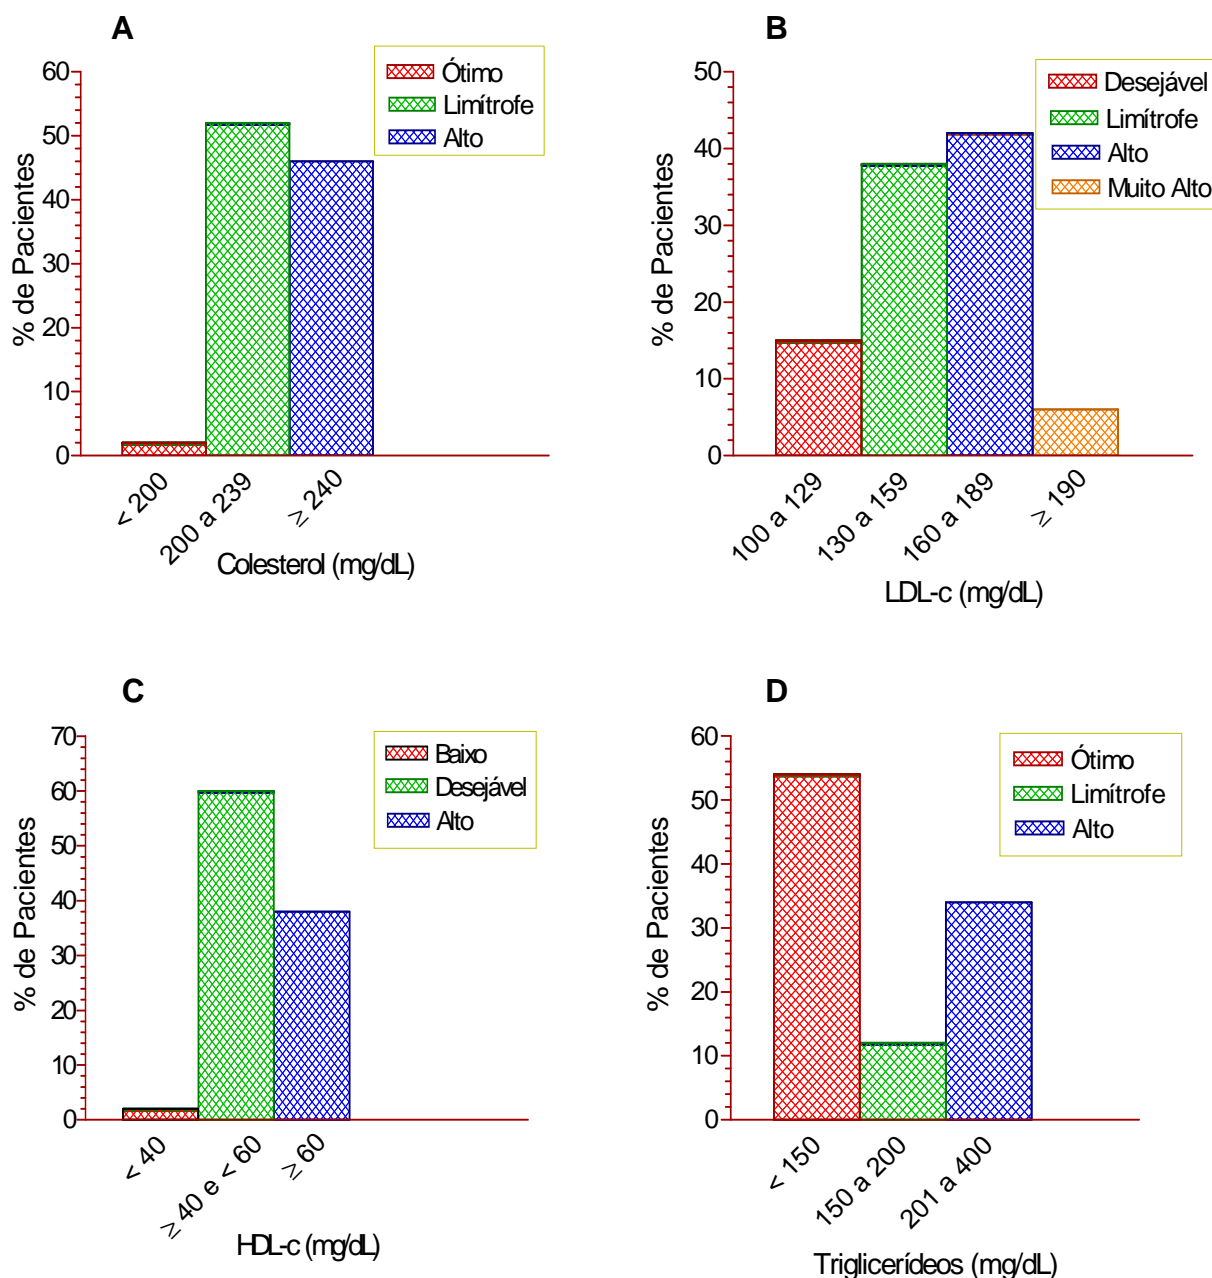 A
Ótimo
Limítrofe
Alto
% de Pacientes
60
50
40
30
20
10
0
< 200
200 a 239
≥ 240
Colesterol (mg/dL)
B
Desejável
Limítrofe
Alto
Muito Alto
% de Pacientes
50
40
30
20
10
0
100 a 129
130 a 159
160 a 189
≥ 190
LDL-c (mg/dL)
C
Baixo
Desejável
Alto
% de Pacientes
70
60
50
40
30
20
10
0
< 40
≥ 40 e < 60
≥ 60
HDL-c (mg/dL)
D
Ótimo
Limítrofe
Alto
% de Pacientes
60
50
40
30
20
10
0
< 150
150 a 200
201 a 400
Triglicerídeos (mg/dL)